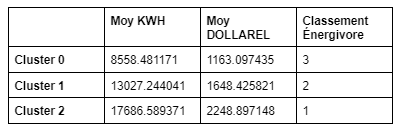 Moy KWH Moy DOLLAREL Classement Énergivore
Cluster 0 8558.481171 1163.097435 3
Cluster 1 13027.244041 1648.425821 2
Cluster 2 17686.589371 2248.897148 1